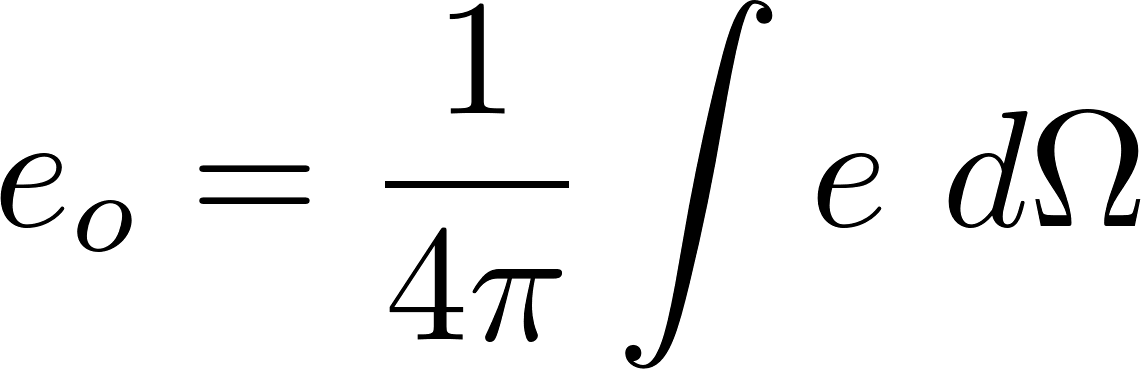 e_o = \frac{1}{4\pi} \int e \ d\Omega